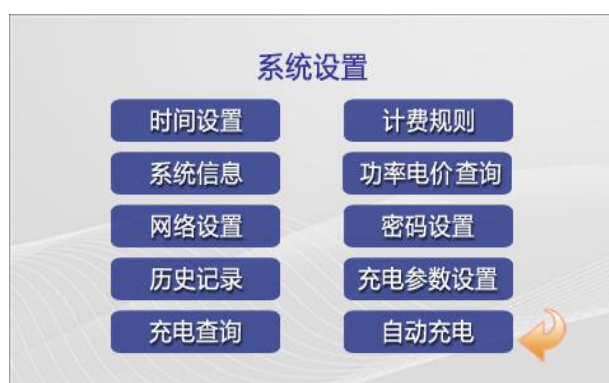 系统设置
时间设置 计费规则
系统信息 功率电价查询
网络设置 密码设置
历史记录 充电参数设置
充电查询 自动充电